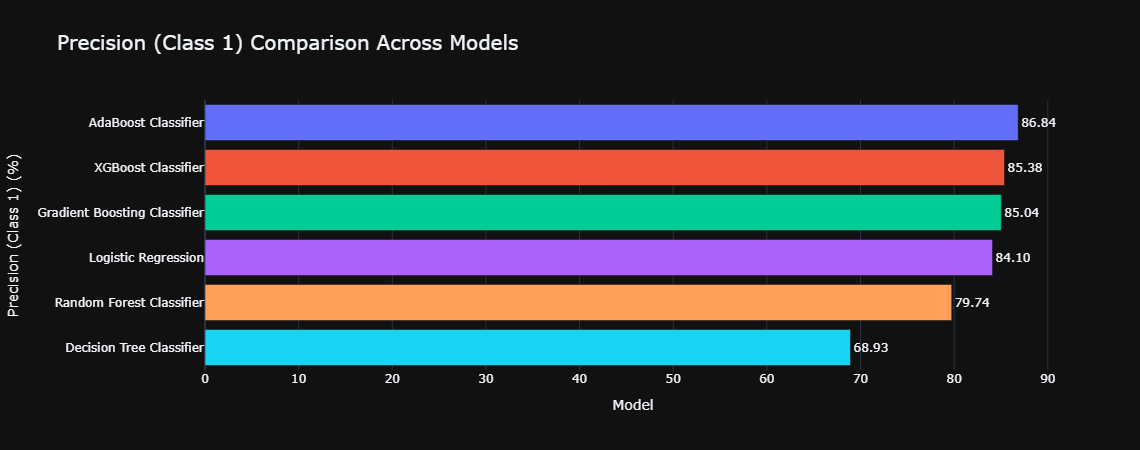 Precision (Class 1) Comparison Across Models
Precision (Class 1) (%)
AdaBoost Classifier 86.84
XGBoost Classifier 85.38
Gradient Boosting Classifier 85.04
Logistic Regression 84.10
Random Forest Classifier 79.74
Decision Tree Classifier 68.93
0 10 20 30 40 50 60 70 80 90
Model